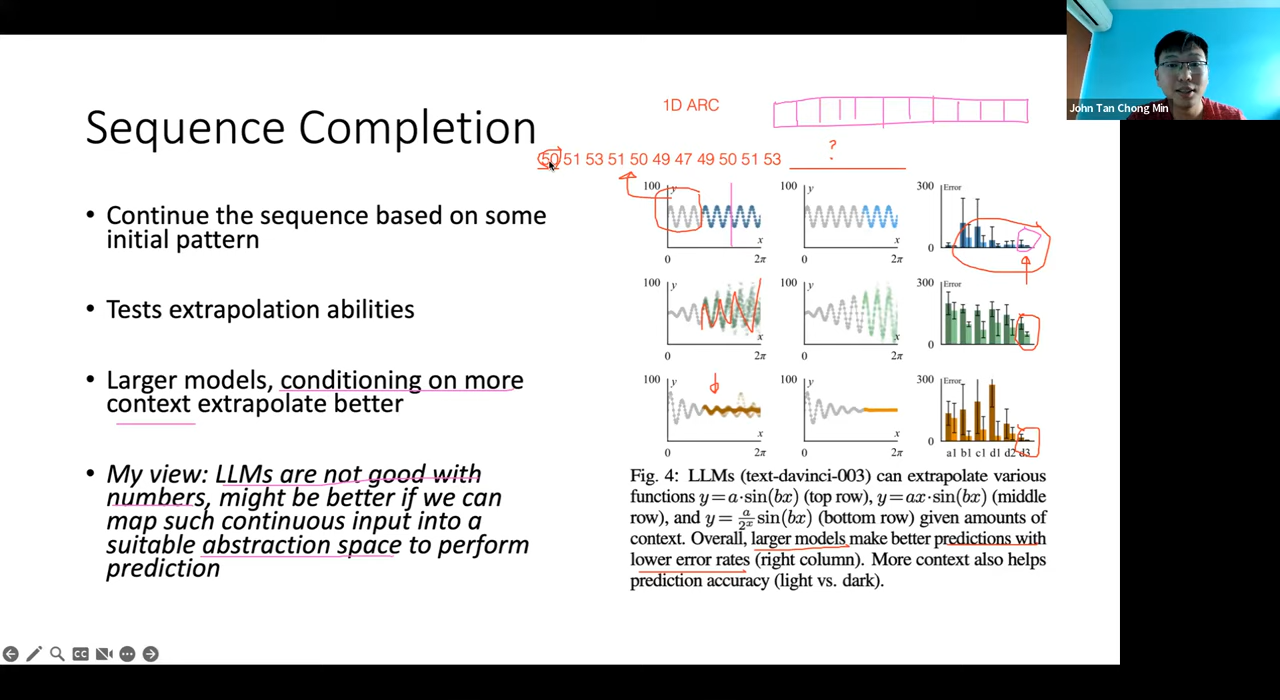 John Tan Chong Min
1D ARC
Sequence Completion
50 51 53 51 50 49 47 49 50 51 53
?
• Continue the sequence based on some
initial pattern
• Tests extrapolation abilities
• Larger models, conditioning on more
context extrapolate better
• My view: LLMs are not good with
numbers, might be better if we can
map such continuous input into a
suitable abstraction space to perform
prediction
100 y 100 y 300 Error
x x 0
0 2π 0 2π
100 y 100 y 300 Error
x x 0
0 2π 0 2π
100 y 100 y 300 Error
x x 0
0 2π 0 2π a1 b1 c1 d1 d2 d3
Fig. 4: LLMs (text-davinci-003) can extrapolate various
functions y=a·sin(bx) (top row), y=ax·sin(bx) (middle
row), and y=a/2ˣ sin(bx) (bottom row) given amounts of
context. Overall, larger models make better predictions with
lower error rates (right column). More context also helps
prediction accuracy (light vs. dark).
CC